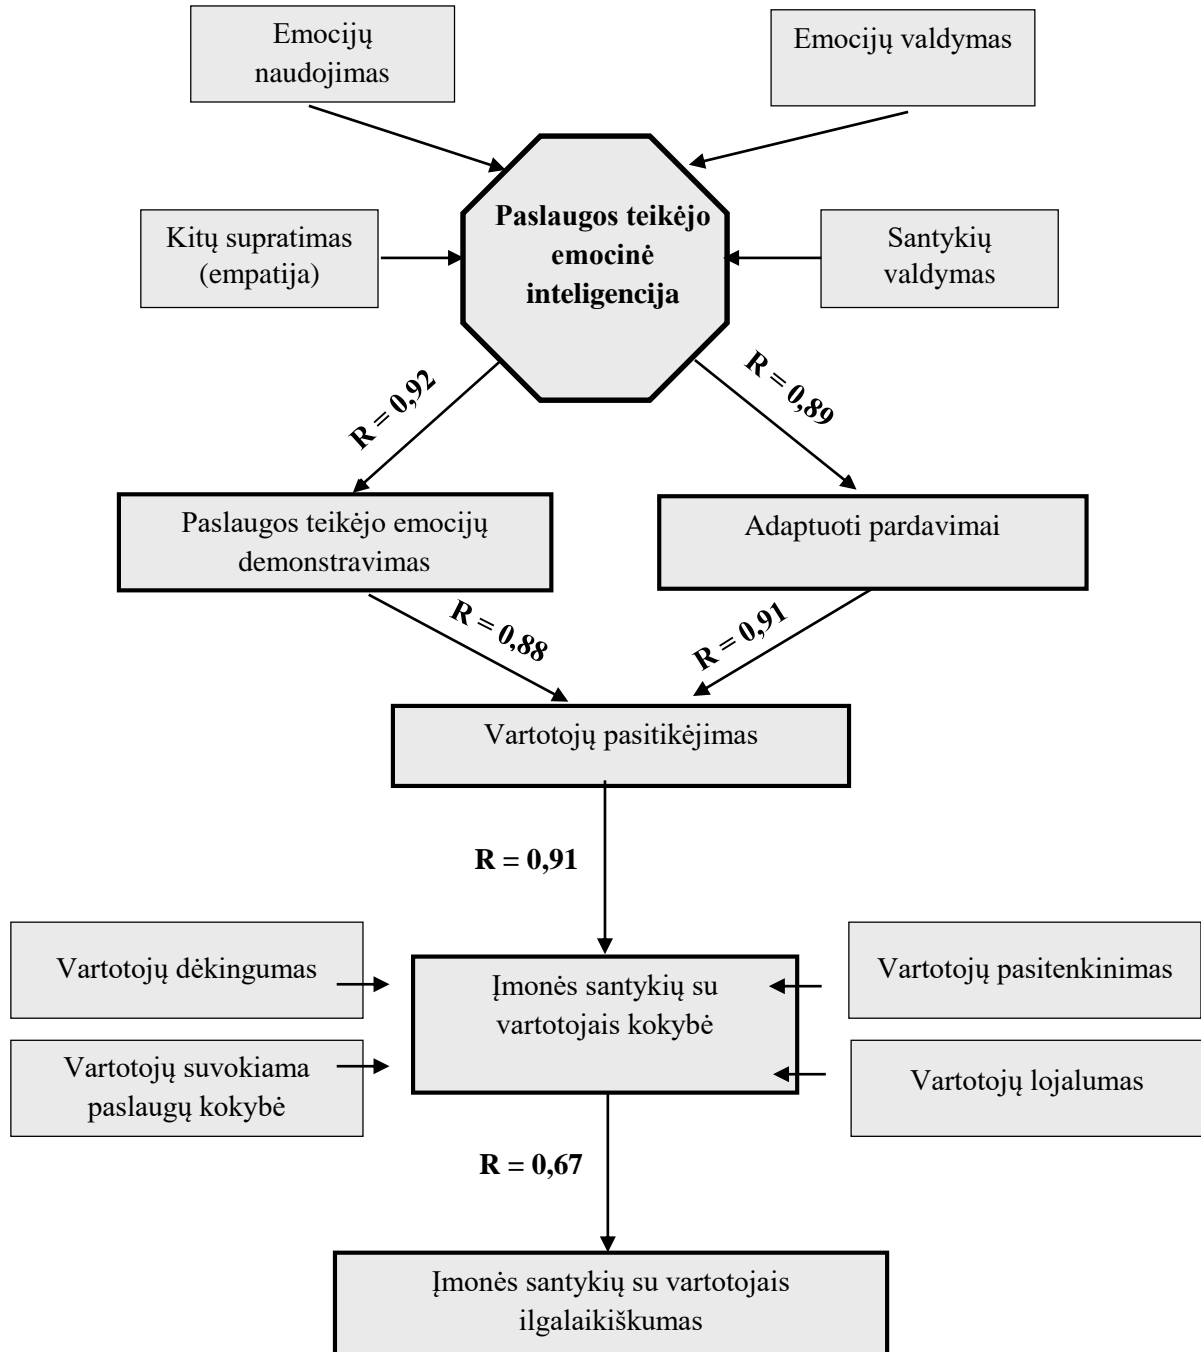 Emocijų
naudojimas
Emocijų valdymas
Paslaugos teikėjo
emocinė
inteligencija
Kitų supratimas
(empatija)
Santykių
valdymas
R = 0,92
R = 0,89
Paslaugos teikėjo emocijų
demonstravimas
Adaptuoti pardavimai
R = 0,88
R = 0,91
Vartotojų pasitikėjimas
R = 0,91
Vartotojų dėkingumas
Įmonės santykių su
vartotojais kokybė
Vartotojų pasitenkinimas
Vartotojų suvokiama
paslaugų kokybė
Vartotojų lojalumas
R = 0,67
Įmonės santykių su vartotojais
ilgalaikiškumas